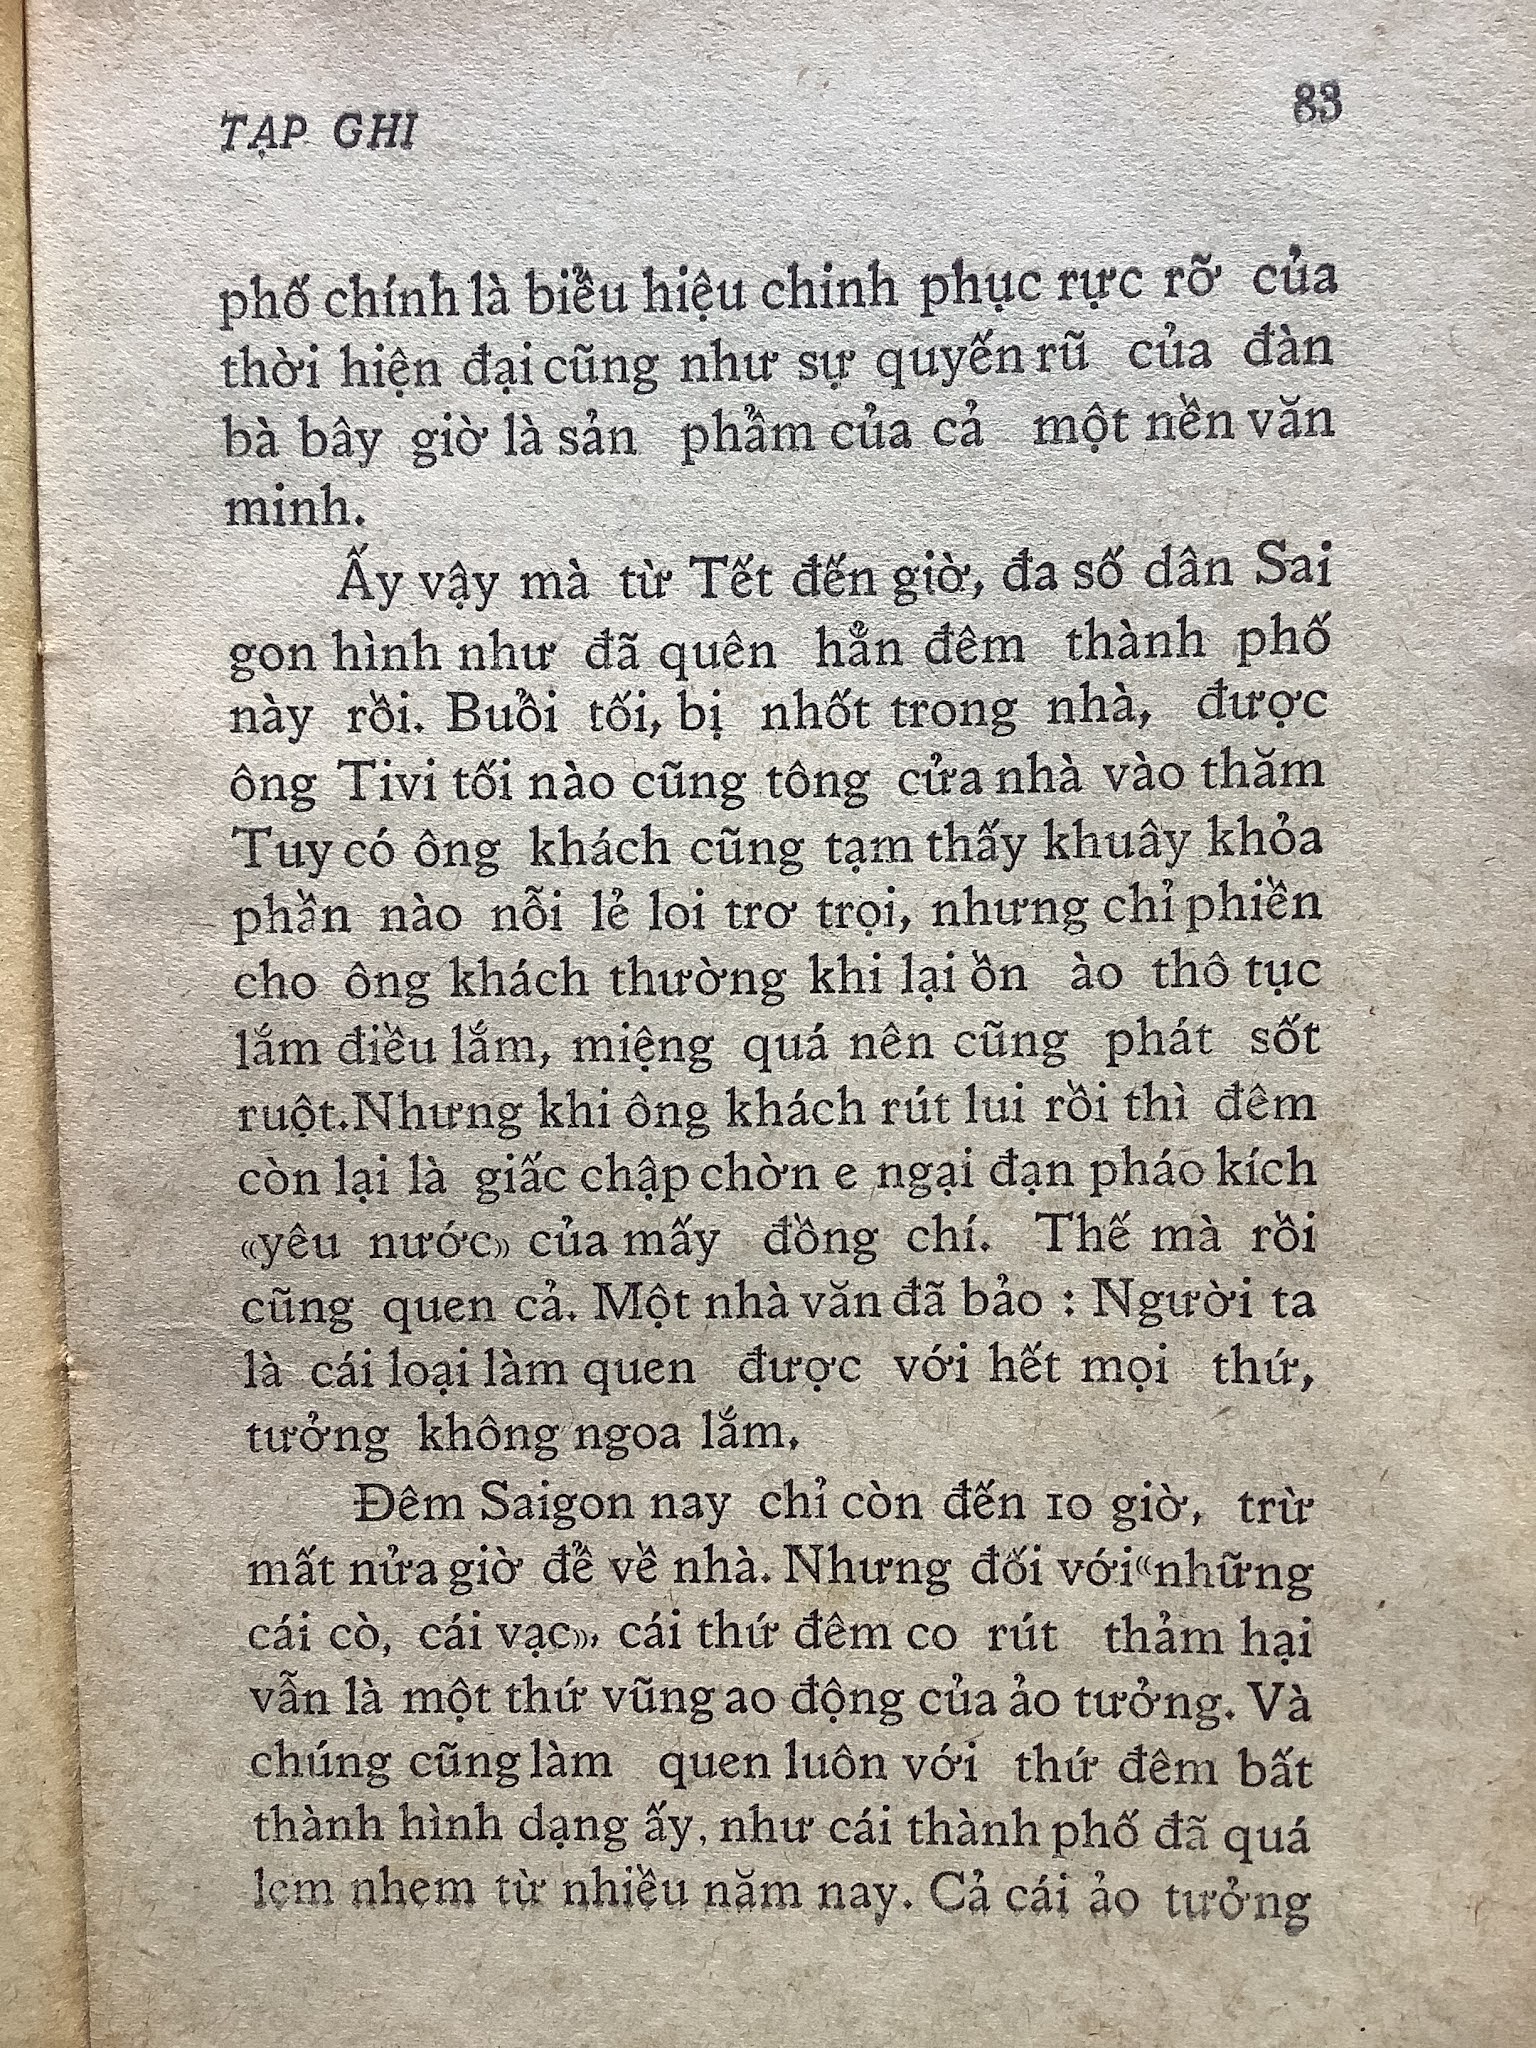 TẠP GHI
83
phố chính là biểu hiệu chinh phục rực rỡ của
thời hiện đại cũng như sự quyến rũ của đàn
bà bây giờ là sản phẩm của cả một nền văn
minh.
Ấy vậy mà từ Tết đến giờ, đa số dân Sai
gon hình như đã quên hẳn đêm thành phố
này rồi. Buổi tối, bị nhốt trong nhà, được
ông Tivi tối nào cũng tông cửa nhà vào thăm
Tuy có ông khách cũng tạm thấy khuây khỏa
phần nào nỗi lẻ loi trơ trọi, nhưng chỉ phiền
cho ông khách thường khi lại ồn ào thô tục
lắm điều lắm, miệng quá nên cũng phát sốt
ruột.Nhưng khi ông khách rút lui rồi thì đêm
còn lại là giấc chập chờn e ngại đạn pháo kích
«yêu nước» của mấy đồng chí. Thế mà rồi
cũng quen cả. Một nhà văn đã bảo : Người ta
là cái loại làm quen được với hết mọi thứ,
tưởng không ngoa lắm.
Đêm Saigon nay chỉ còn đến 10 giờ, trừ
mất nửa giờ để về nhà. Nhưng đối với«những
cái cò, cái vạc», cái thứ đêm co rút thảm hại
vẫn là một thứ vũng ao động của ảo tưởng. Và
chúng cũng làm quen luôn với thứ đêm bất
thành hình dạng ấy, như cái thành phố đã quá
lem nhem từ nhiều năm nay. Cả cái ảo tưởng